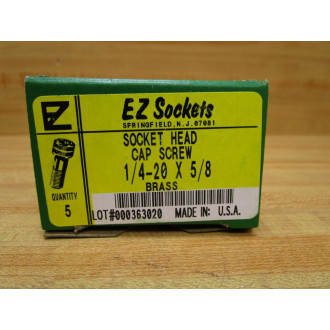 EZ
EZ Sockets
SPRINGFIELD, N.J. 07081
SOCKET HEAD
CAP SCREW
1/4-20 X 5/8
BRASS
QUANTITY
5
LOT#000363020 MADE IN: U.S.A.